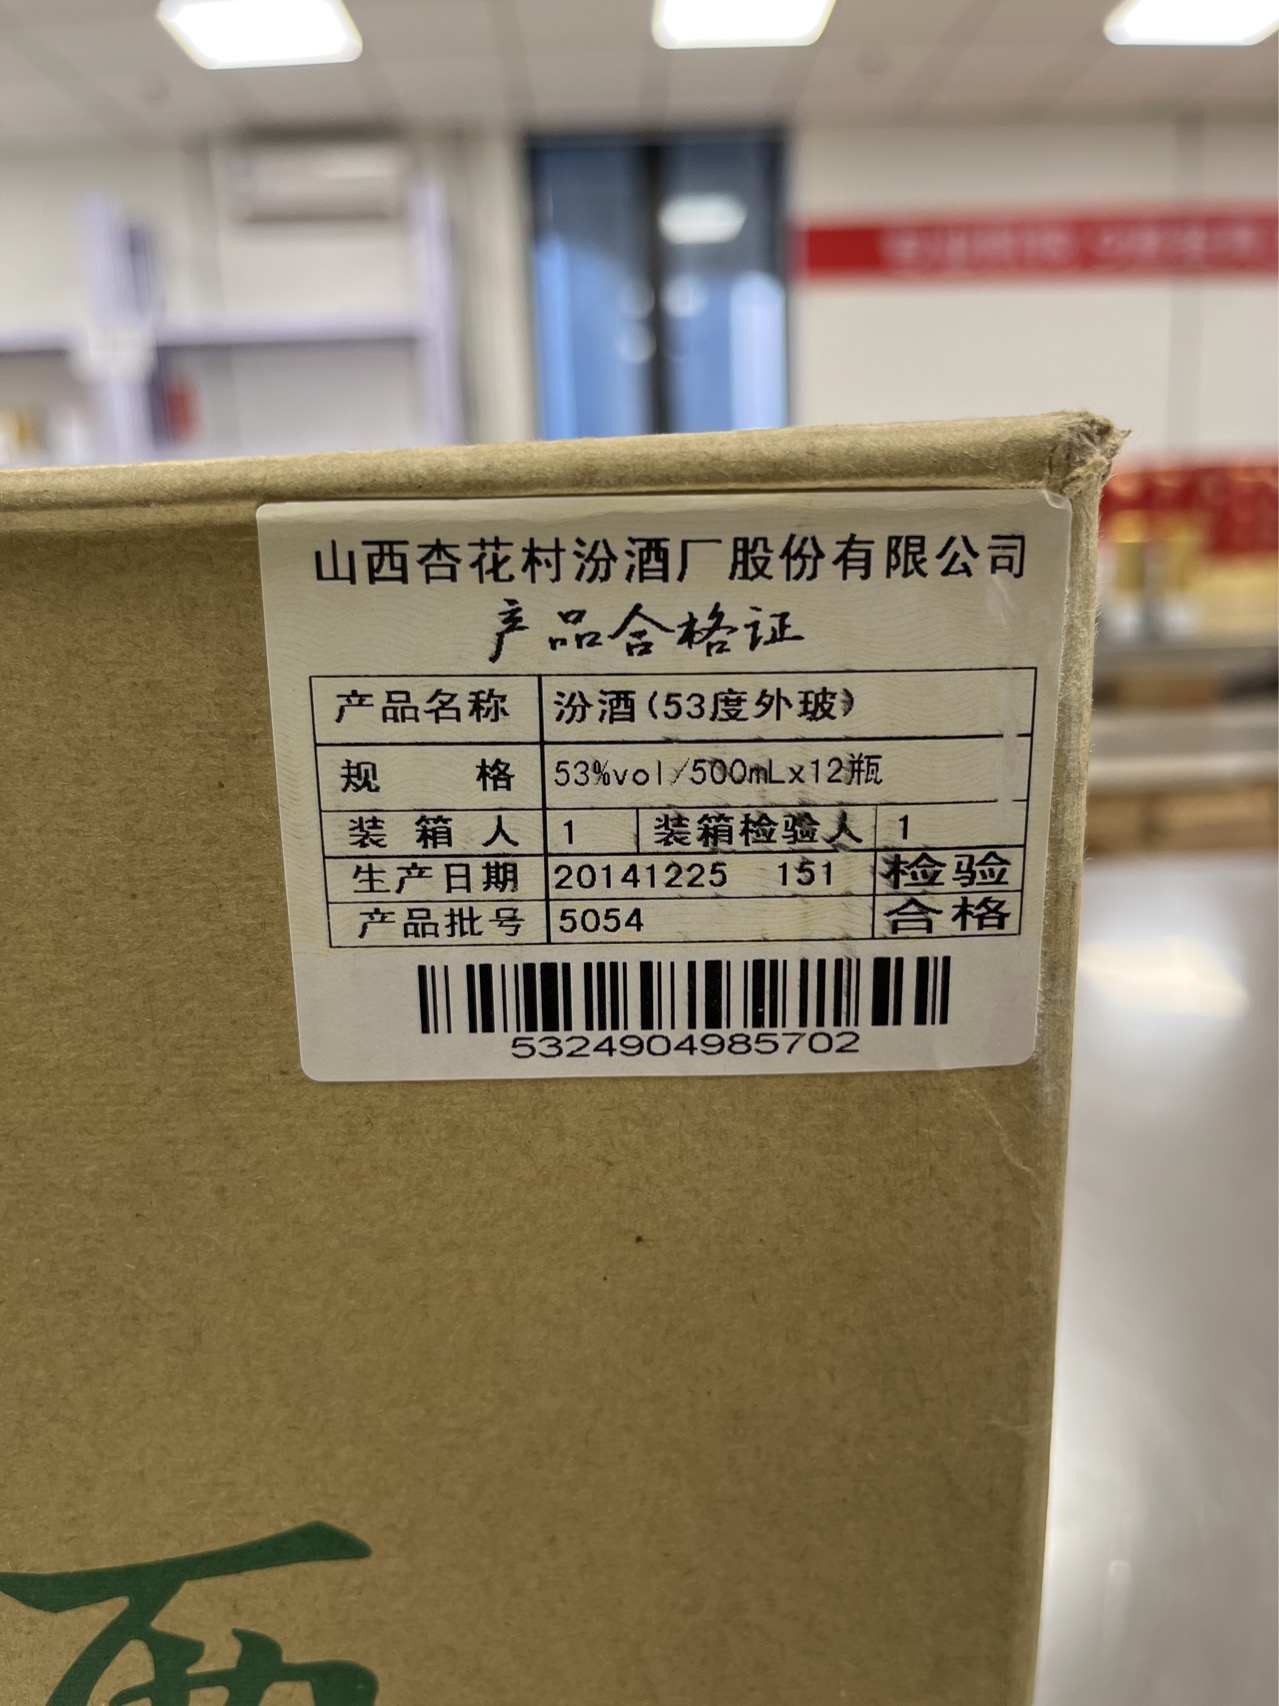 山西杏花村汾酒厂股份有限公司
产品合格证
产品名称 汾酒(53度外玻)
规 格 53%vol/500mLx12瓶
装箱人 1 装箱检验人 1
生产日期 20141225 151 检验
产品批号 5054 合格
5324904985702